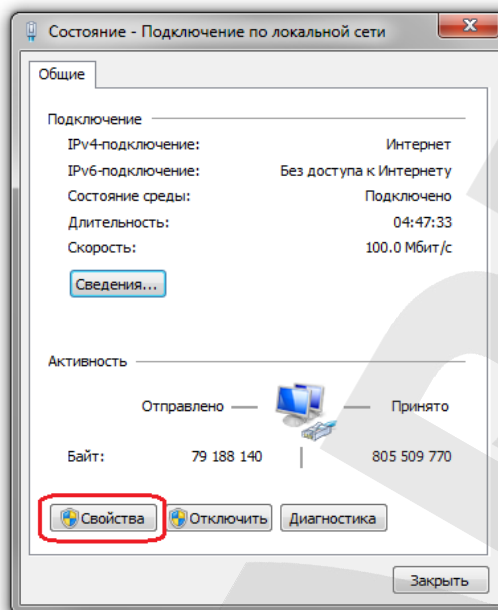 Состояние - Подключение по локальной сети
Общие
Подключение
IPv4-подключение: Интернет
IPv6-подключение: Без доступа к Интернету
Состояние среды: Подключено
Длительность: 04:47:33
Скорость: 100.0 Мбит/с
Сведения...
Активность
Отправлено — Принято
Байт: 79 188 140 | 805 509 770
Свойства Отключить Диагностика
Закрыть